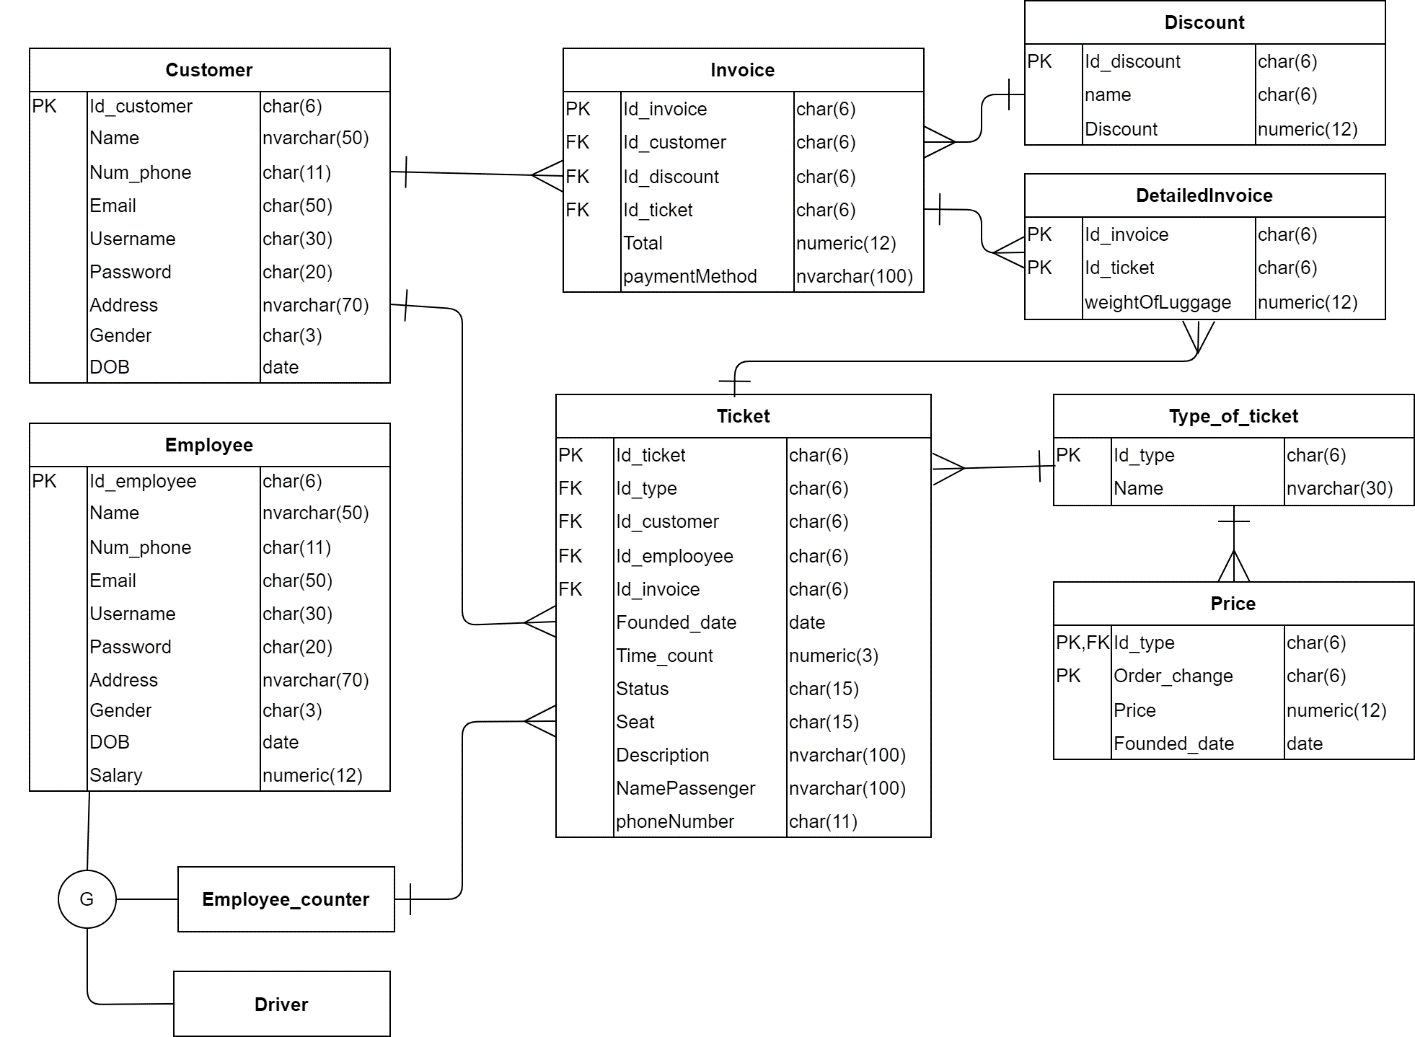 Customer
PK Id_customer char(6)
Name nvarchar(50)
Num_phone char(11)
Email char(50)
Username char(30)
Password char(20)
Address nvarchar(70)
Gender char(3)
DOB date
Invoice
PK Id_invoice char(6)
FK Id_customer char(6)
FK Id_discount char(6)
FK Id_ticket char(6)
Total numeric(12)
paymentMethod nvarchar(100)
Discount
PK Id_discount char(6)
name char(6)
Discount numeric(12)
DetailedInvoice
PK Id_invoice char(6)
PK Id_ticket char(6)
weightOfLuggage numeric(12)
Employee
PK Id_employee char(6)
Name nvarchar(50)
Num_phone char(11)
Email char(50)
Username char(30)
Password char(20)
Address nvarchar(70)
Gender char(3)
DOB date
Salary numeric(12)
Ticket
PK Id_ticket char(6)
FK Id_type char(6)
FK Id_customer char(6)
FK Id_emplooyee char(6)
FK Id_invoice char(6)
Founded_date date
Time_count numeric(3)
Status char(15)
Seat char(15)
Description nvarchar(100)
NamePassenger nvarchar(100)
phoneNumber char(11)
Type_of_ticket
PK Id_type char(6)
Name nvarchar(30)
Price
PK,FK Id_type char(6)
PK Order_change char(6)
Price numeric(12)
Founded_date date
G
Employee_counter
Driver